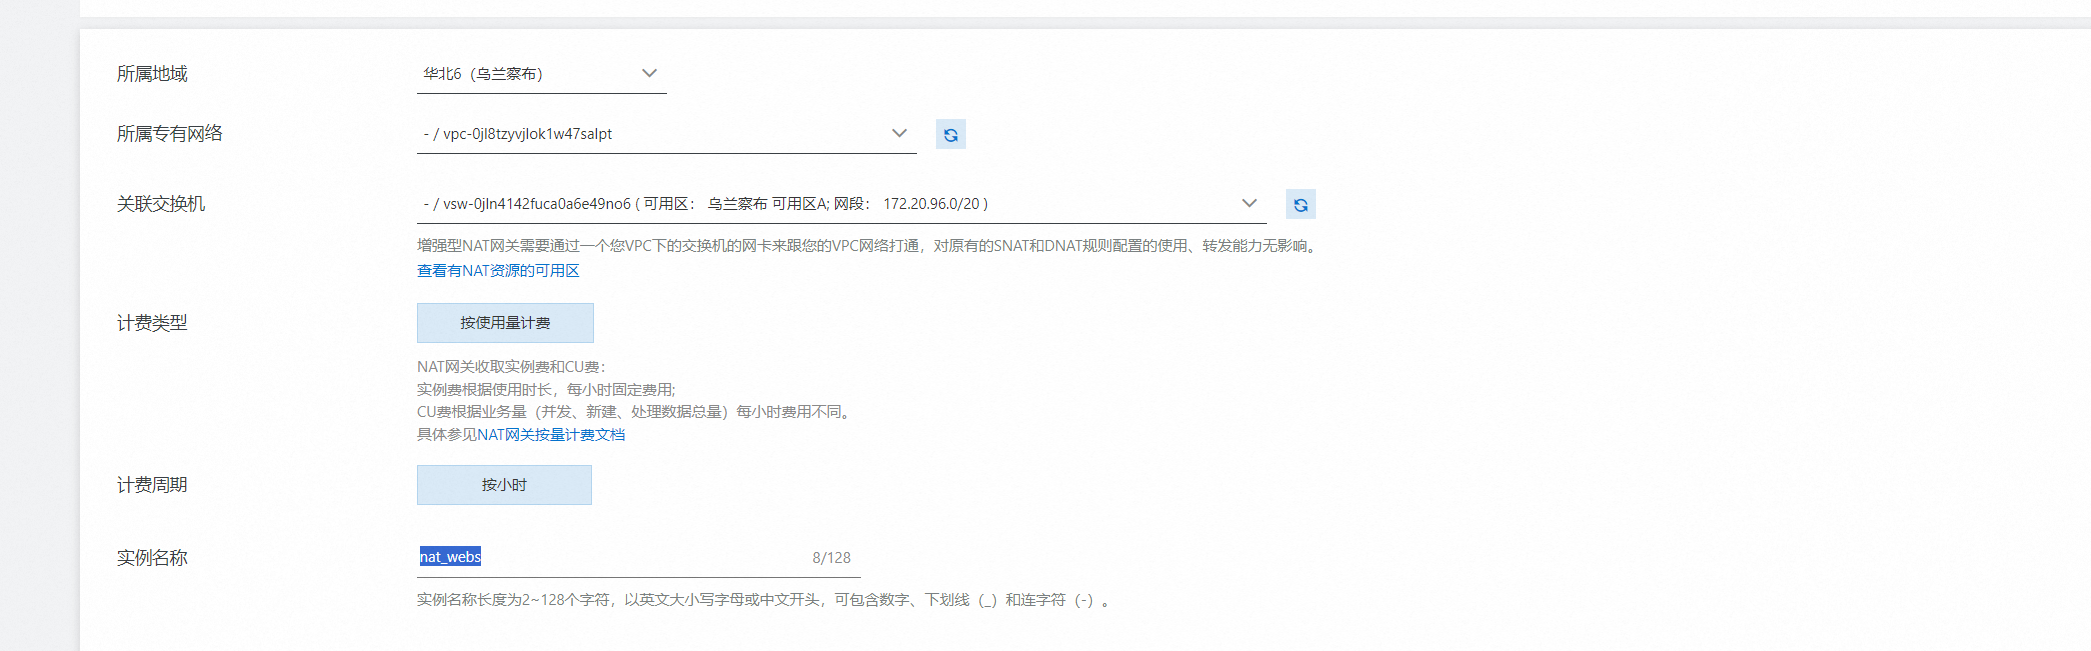 所属地域
华北6（乌兰察布）
所属专有网络
- / vpc-0jl8tzyvjlok1w47salpt
关联交换机
- / vsw-0jln4142fuca0a6e49no6 ( 可用区： 乌兰察布 可用区A; 网段： 172.20.96.0/20 )
增强型NAT网关需要通过一个您VPC下的交换机的网卡来跟您的VPC网络打通，对原有的SNAT和DNAT规则配置的使用、转发能力无影响。
查看有NAT资源的可用区
计费类型
按使用量计费
NAT网关收取实例费和CU费：
实例费根据使用时长，每小时固定费用;
CU费根据业务量（并发、新建、处理数据总量）每小时费用不同。
具体参见NAT网关按量计费文档
计费周期
按小时
实例名称
nat_webs
8/128
实例名称长度为2~128个字符，以英文大小写字母或中文开头，可包含数字、下划线（_）和连字符（-）。